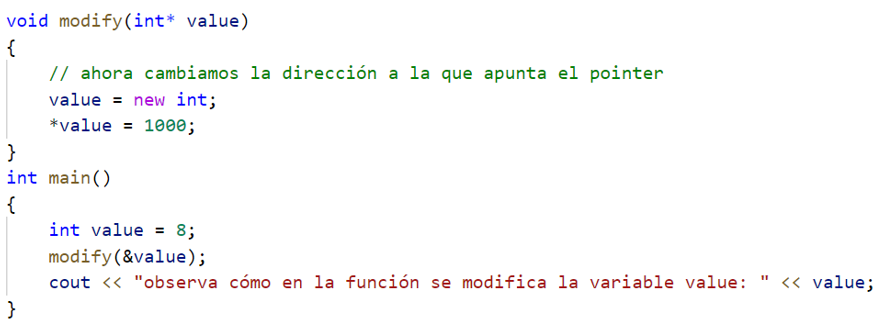 void modify(int* value)
{
    // ahora cambiamos la dirección a la que apunta el pointer
    value = new int;
    *value = 1000;
}
int main()
{
    int value = 8;
    modify(&value);
    cout << "observa cómo en la función se modifica la variable value: " << value;
}